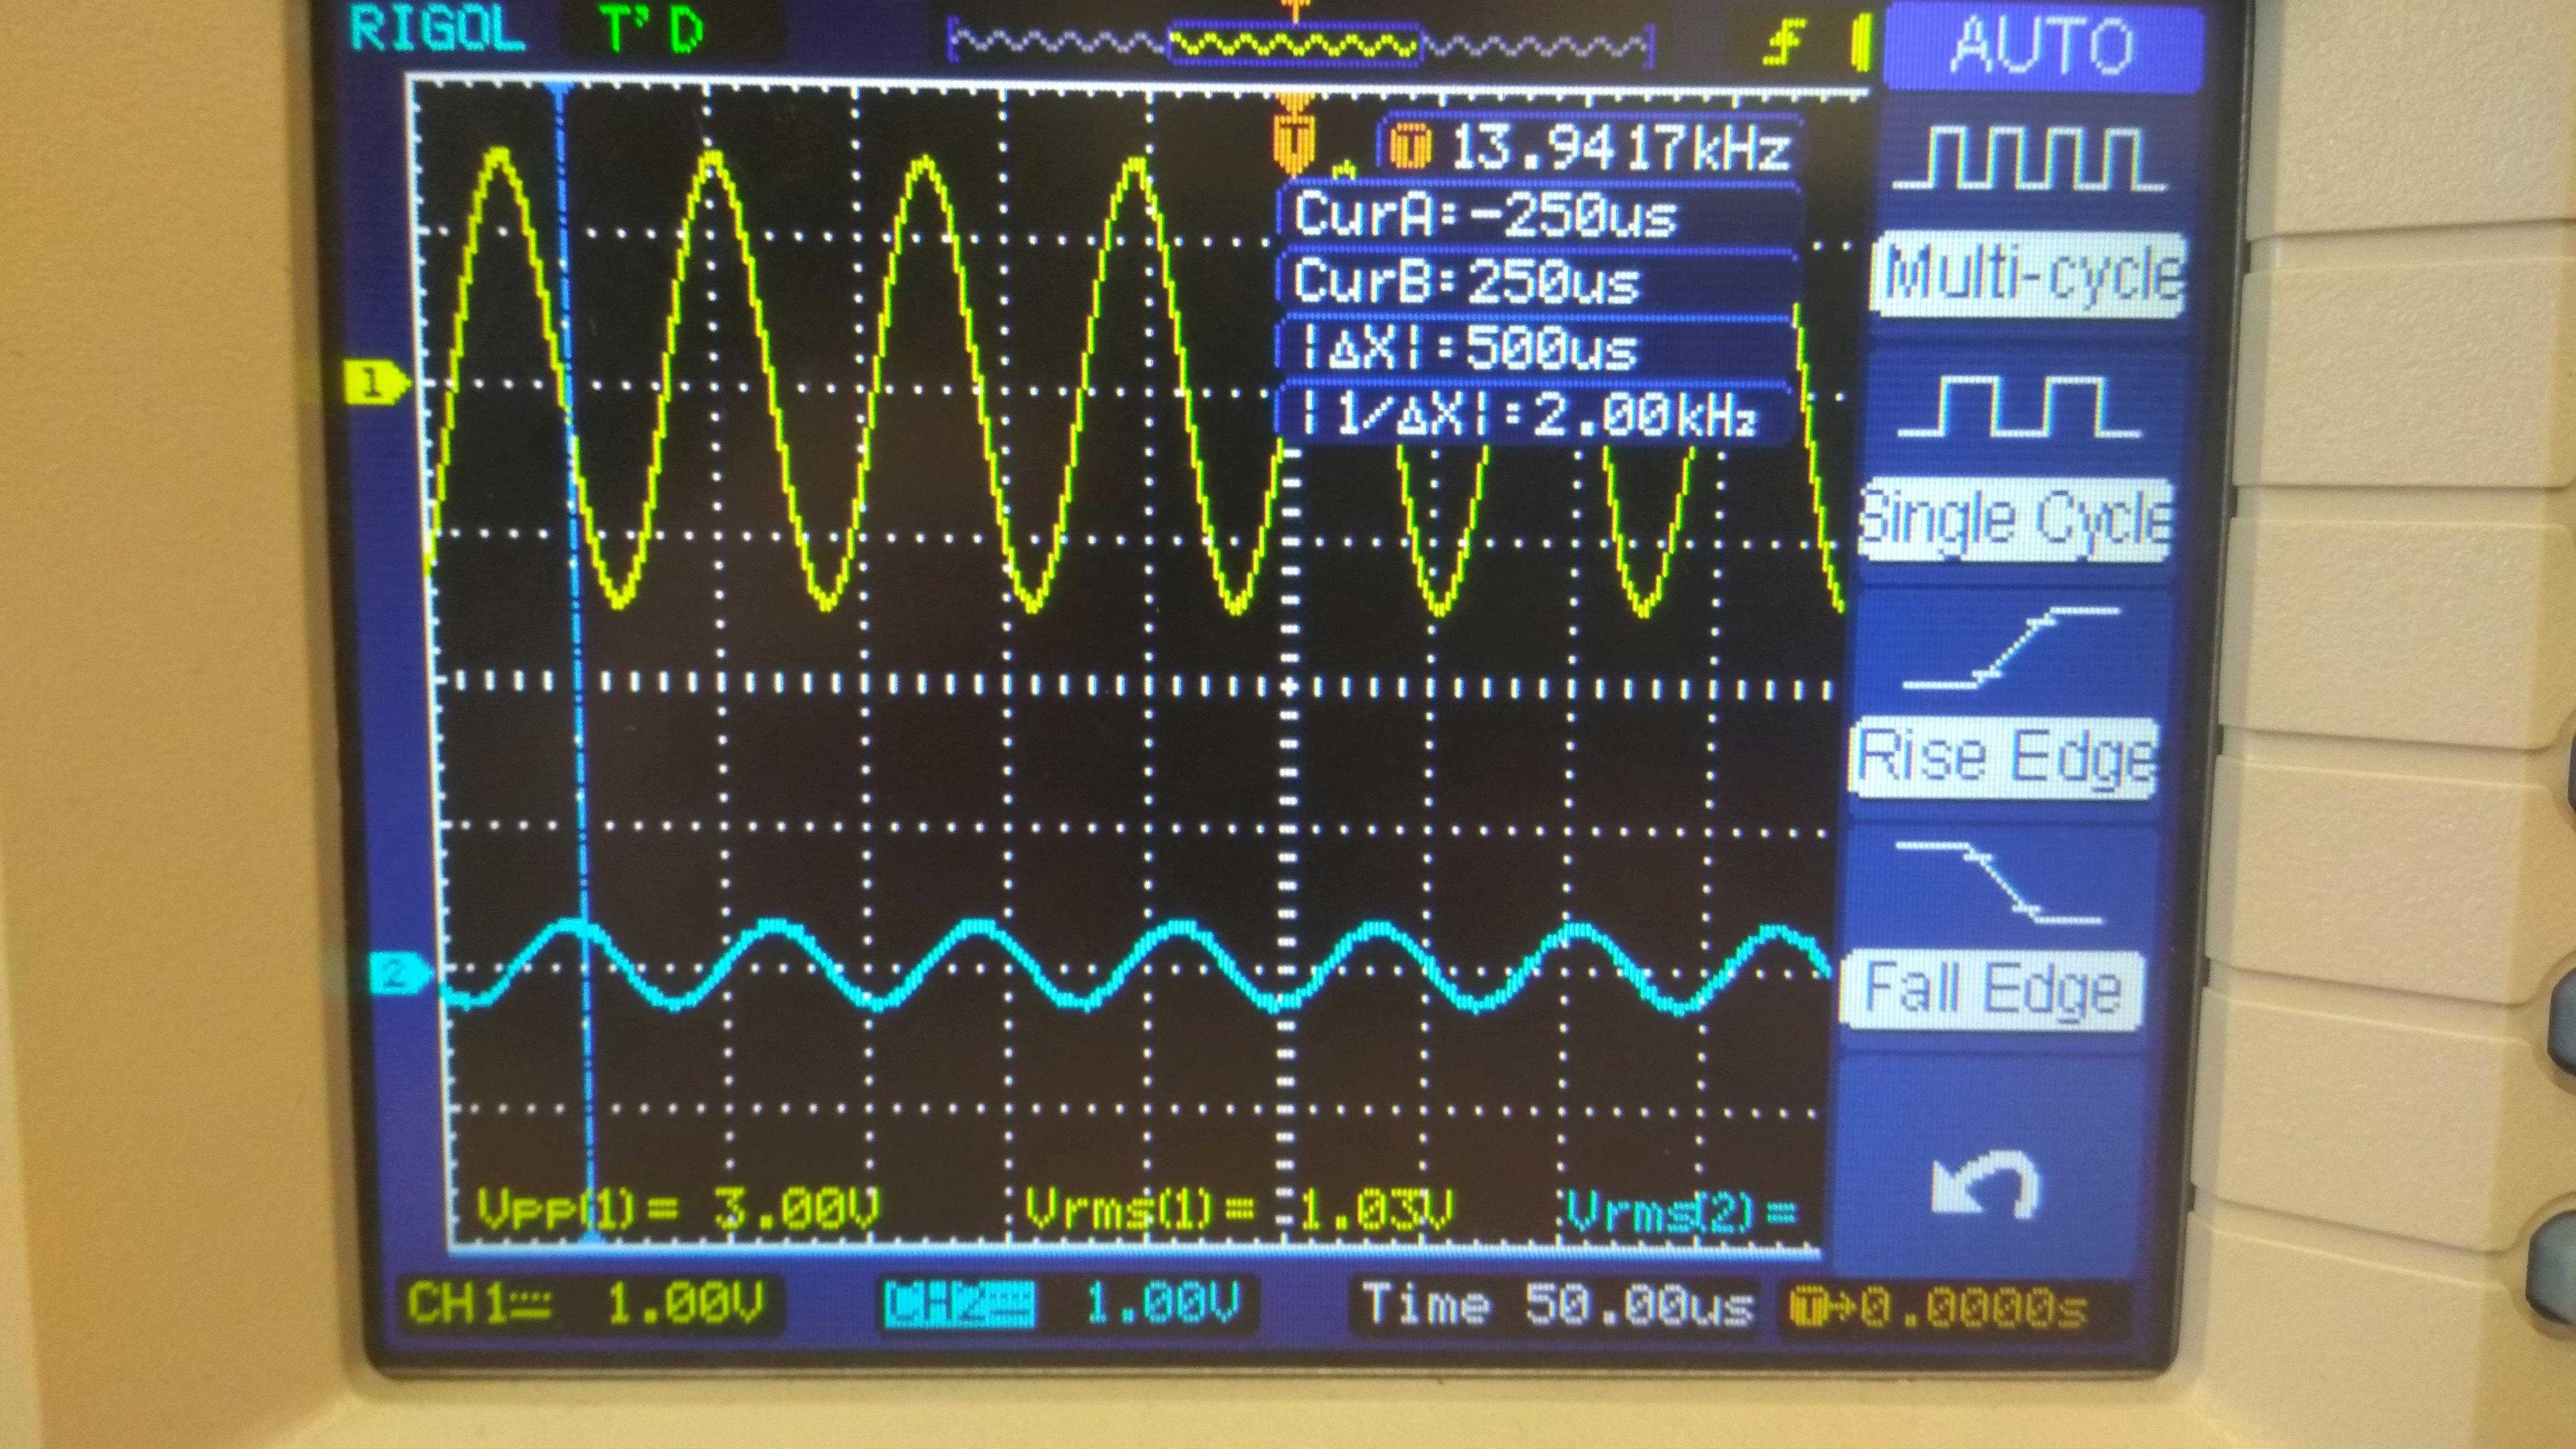 RIGOL T'D AUTO
T
T 13.9417kHz
CurA:-250us
CurB:250us
|ΔX|:500us
|1/ΔX|:2.00kHz
1
2
Multi-cycle
Single Cycle
Rise Edge
Fall Edge
Vpp(1)= 3.00V Vrms(1)= 1.03V Vrms(2)=
CH1 1.00V CH2 1.00V Time 50.00us T→0.0000s